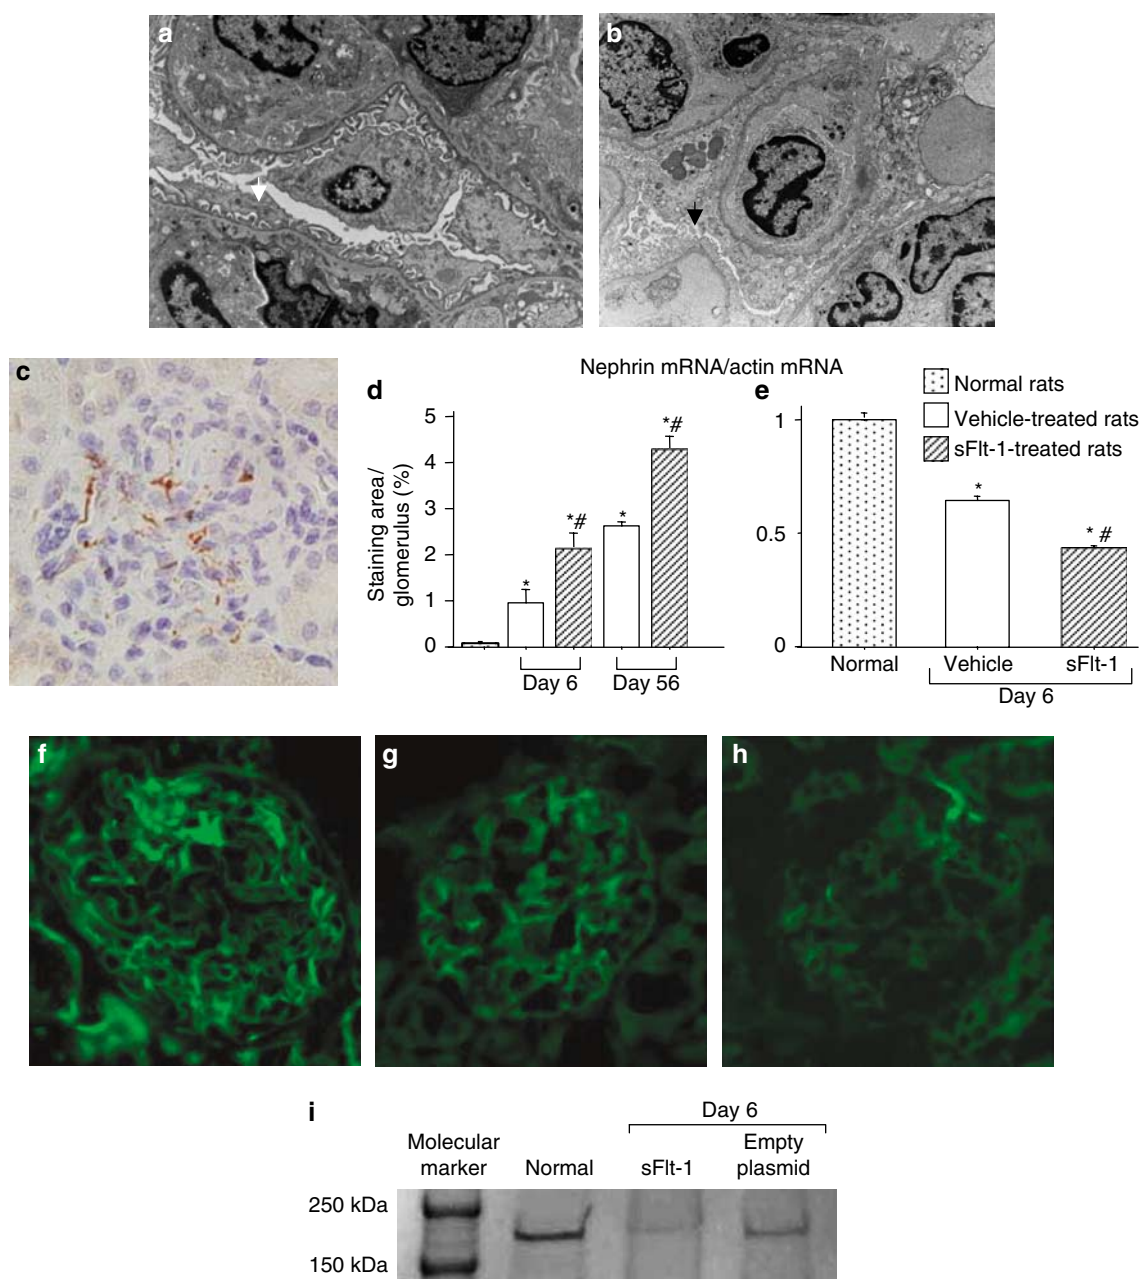 a
b
c
Nephrin mRNA/actin mRNA
d
Staining area/
glomerulus (%)
5
4
3
2
1
0
*
*#
*
*#
Day 6
Day 56
e
Normal rats
Vehicle-treated rats
sFlt-1-treated rats
1
0.5
0
*
* #
Normal
Vehicle
sFlt-1
Day 6
f
g
h
i
Day 6
Molecular
marker
Normal
sFlt-1
Empty
plasmid
250 kDa
150 kDa